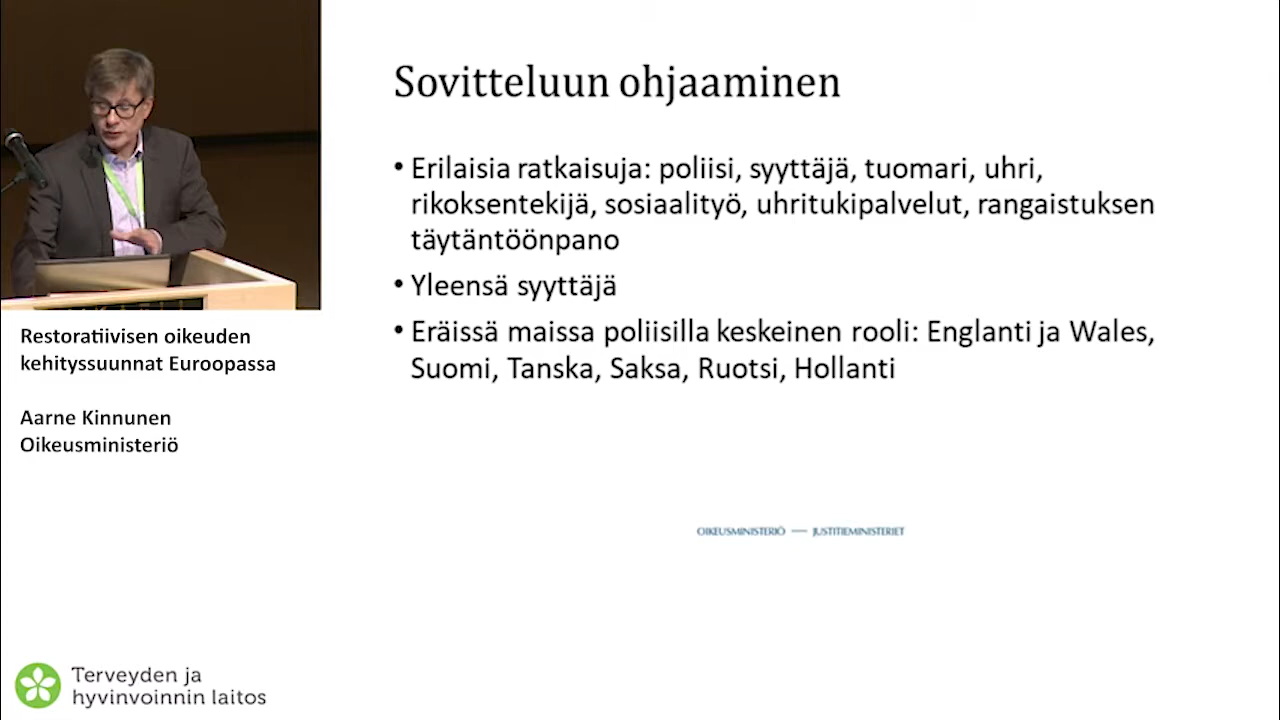 Sovitteluun ohjaaminen
• Erilaisia ratkaisuja: poliisi, syyttäjä, tuomari, uhri,
rikoksentekijä, sosiaalityö, uhritukipalvelut, rangaistuksen
täytäntöönpano
• Yleensä syyttäjä
• Eräissä maissa poliisilla keskeinen rooli: Englanti ja Wales,
Suomi, Tanska, Saksa, Ruotsi, Hollanti
OIKEUSMINISTERIÖ — JUSTITIEMINISTERIET
Restoratiivisen oikeuden
kehityssuunnat Euroopassa
Aarne Kinnunen
Oikeusministeriö
Terveyden ja
hyvinvoinnin laitos